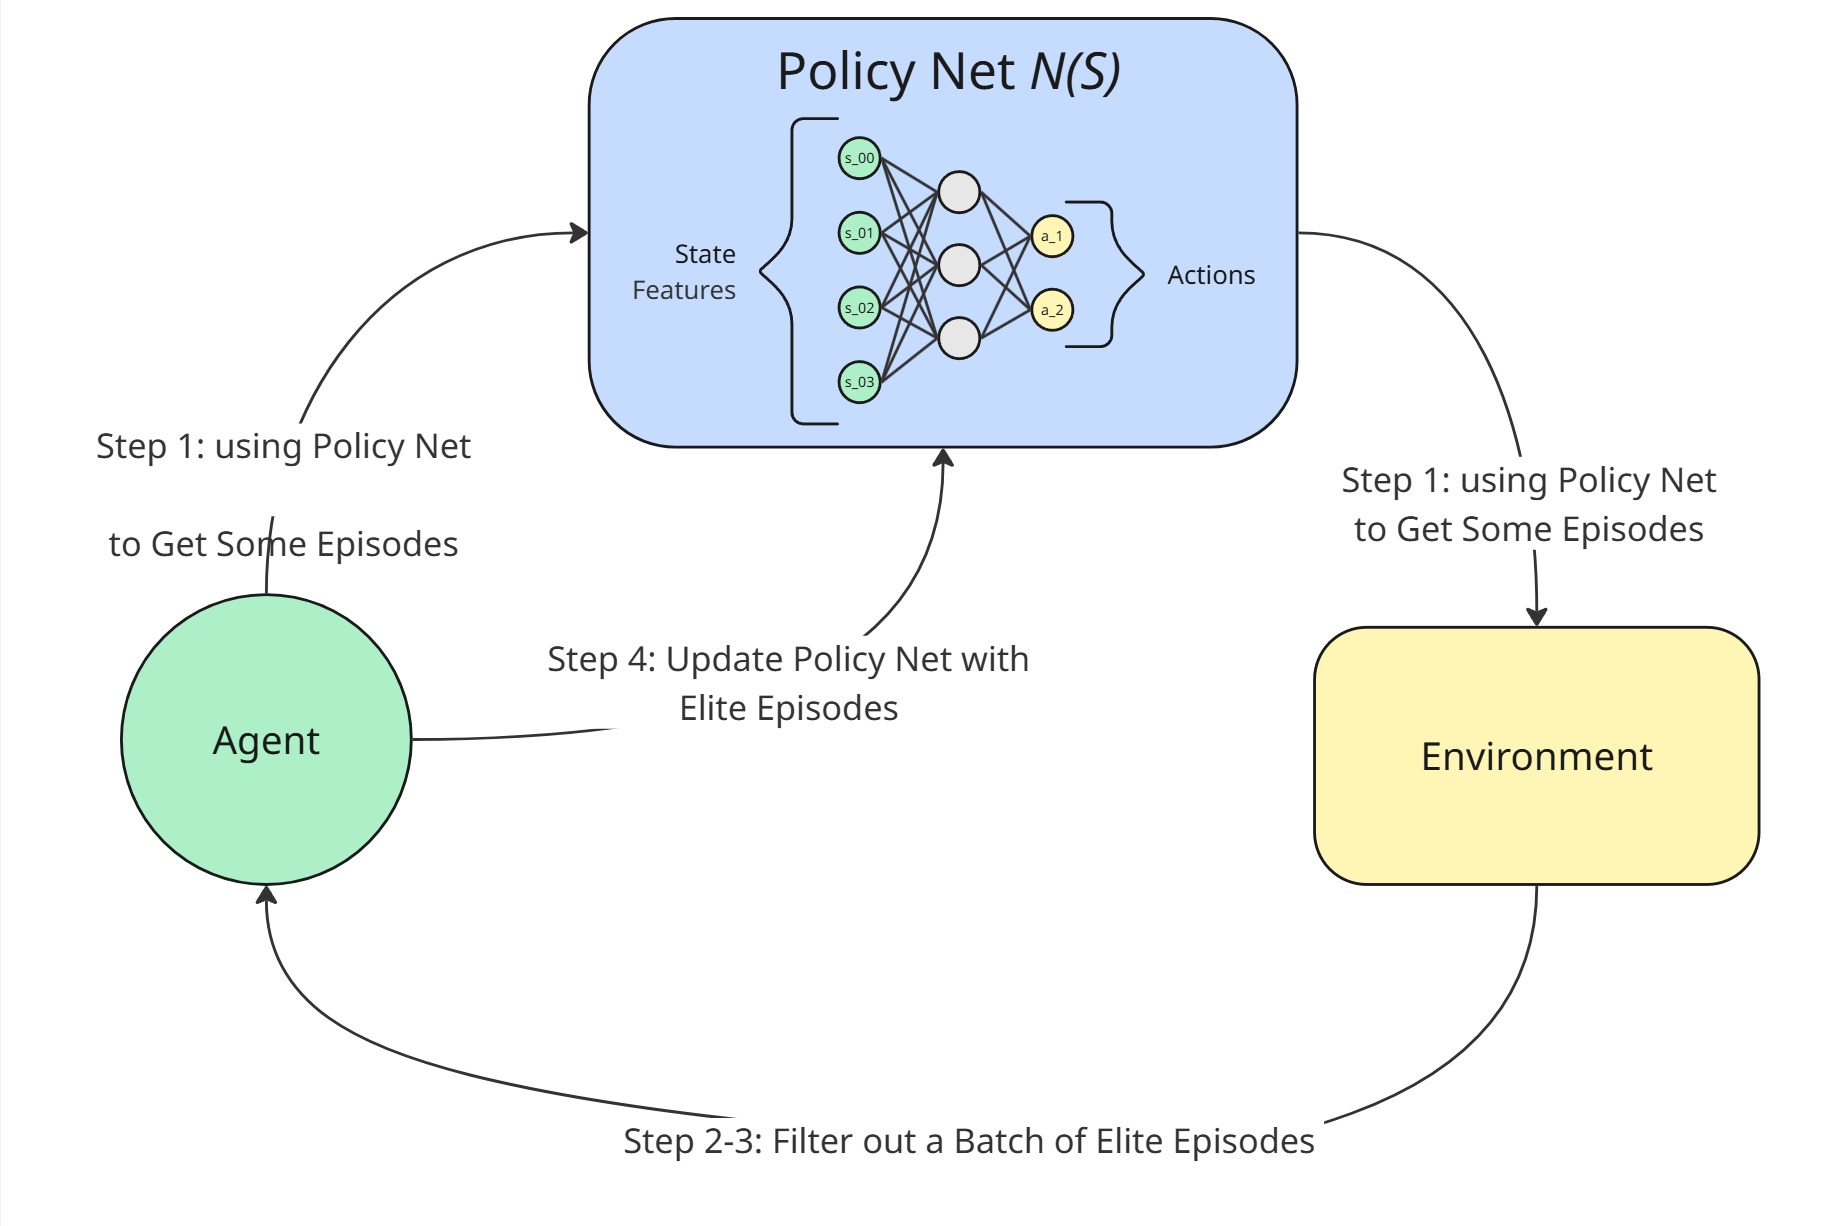 Policy Net N(S)
s_00
s_01
s_02
s_03
State
Features
a_1
a_2
Actions
Step 1: using Policy Net
to Get Some Episodes
Step 1: using Policy Net
to Get Some Episodes
Step 4: Update Policy Net with
Elite Episodes
Agent
Environment
Step 2-3: Filter out a Batch of Elite Episodes